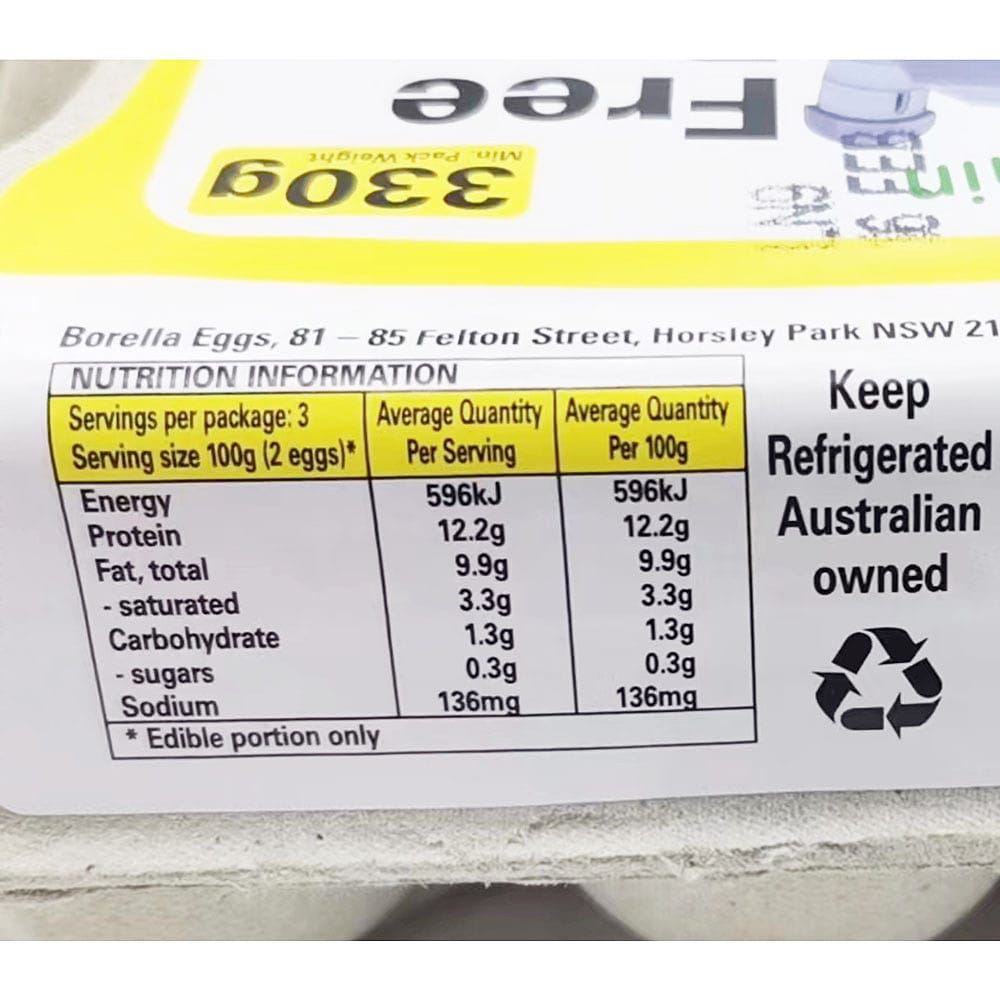 Free
330g
Min. Pack Weight
Borella Eggs, 81 – 85 Felton Street, Horsley Park NSW 21
NUTRITION INFORMATION
Servings per package: 3 Average Quantity Average Quantity
Serving size 100g (2 eggs)* Per Serving Per 100g
Energy 596kJ 596kJ
Protein 12.2g 12.2g
Fat, total 9.9g 9.9g
- saturated 3.3g 3.3g
Carbohydrate 1.3g 1.3g
- sugars 0.3g 0.3g
Sodium 136mg 136mg
* Edible portion only
Keep
Refrigerated
Australian
owned